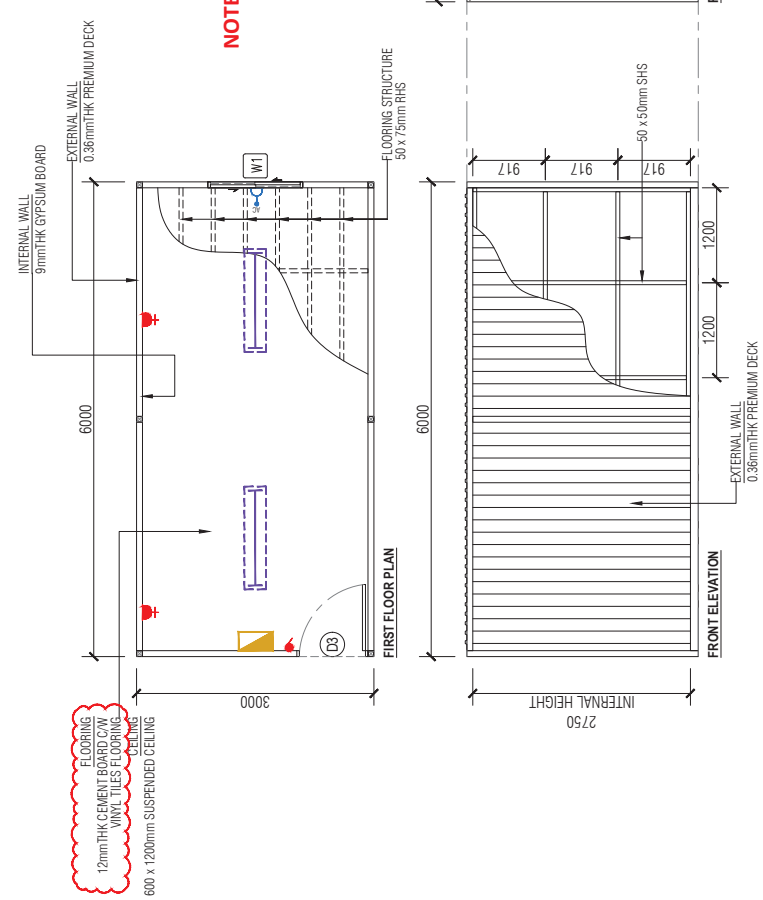 NOTE
INTERNAL WALL
9mmTHK GYPSUM BOARD
EXTERNAL WALL
0.36mmTHK PREMIUM DECK
6000
W1
AC
FLOORING STRUCTURE
50 x 75mm RHS
D3
3000
FIRST FLOOR PLAN
FLOORING
12mmTHK CEMENT BOARD C/W
VINYL TILES FLOORING
CEILING
600 x 1200mm SUSPENDED CEILING
6000
50 x 50mm SHS
917
917
917
1200
1200
EXTERNAL WALL
0.36mmTHK PREMIUM DECK
2750
INTERNAL HEIGHT
FRONT ELEVATION